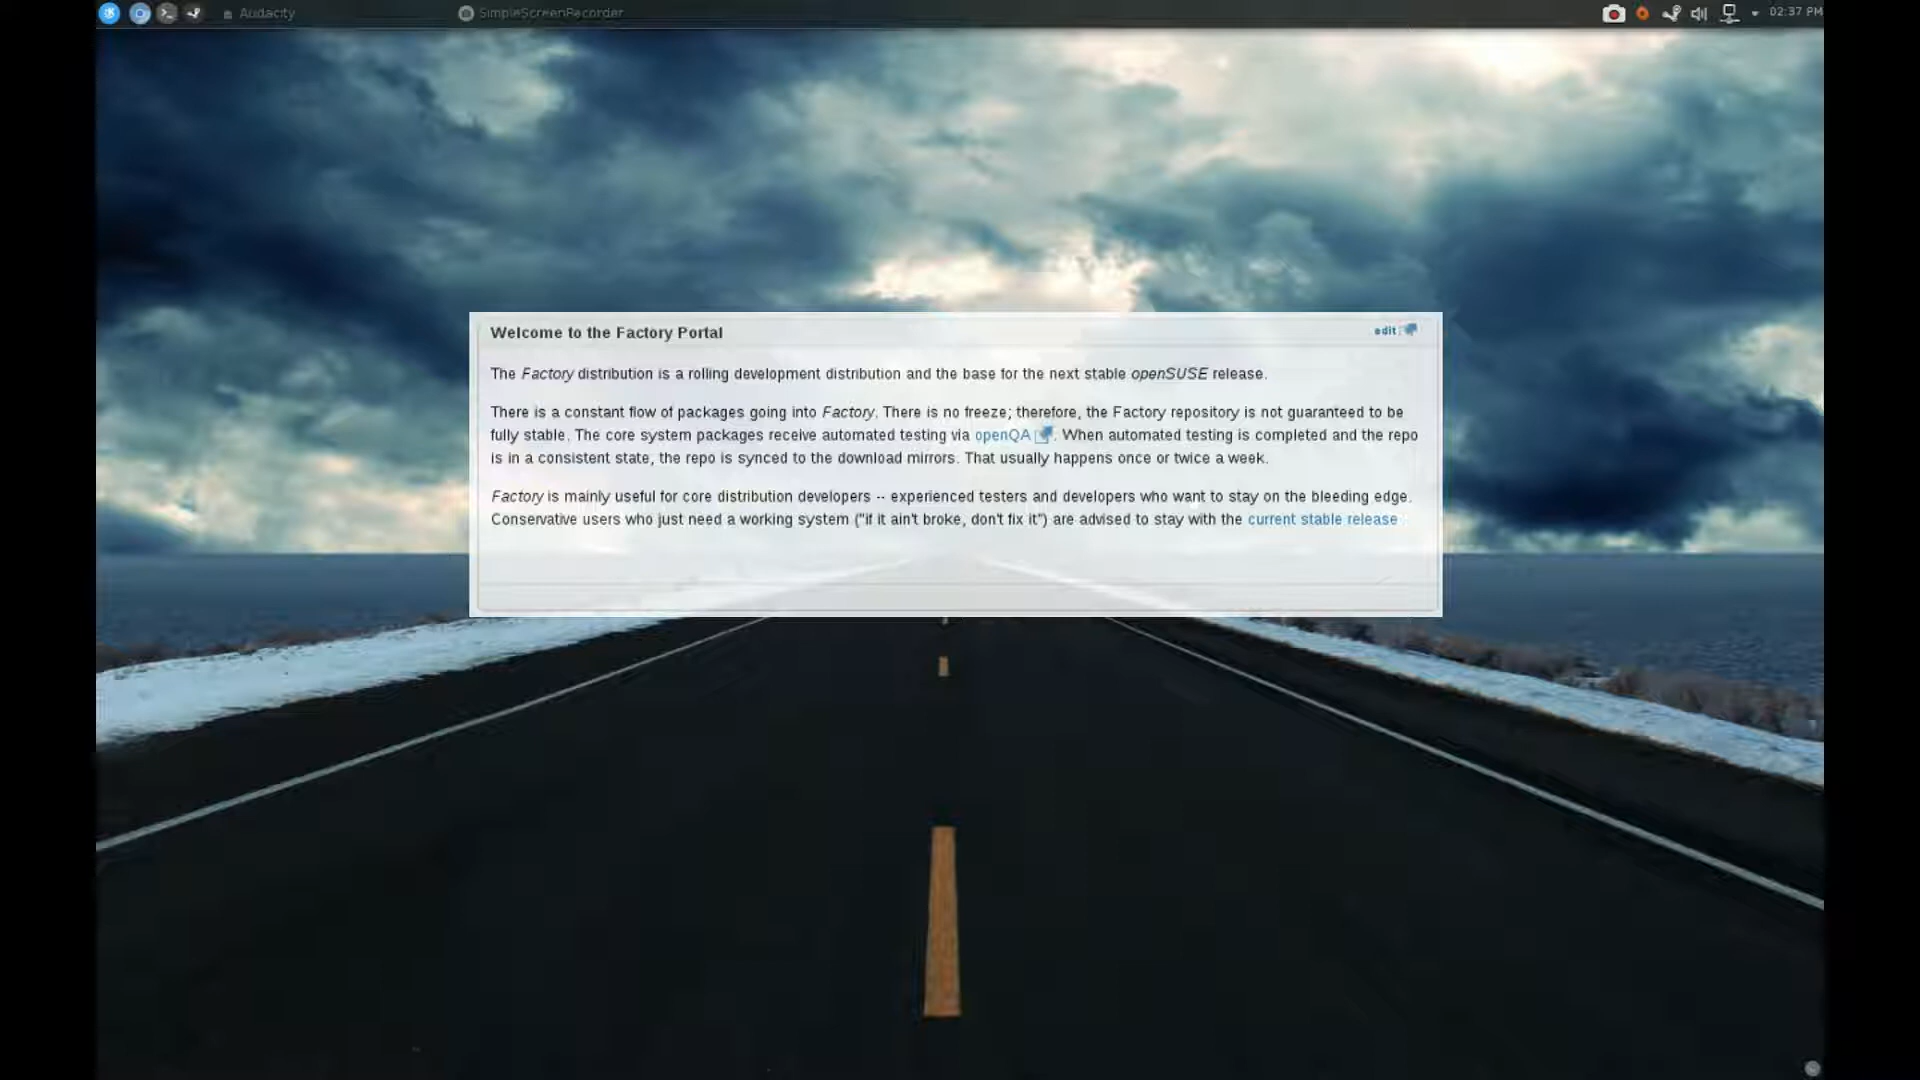 Audacity
SimpleScreenRecorder
02:37 PM
Welcome to the Factory Portal
edit
The Factory distribution is a rolling development distribution and the base for the next stable openSUSE release.
There is a constant flow of packages going into Factory. There is no freeze; therefore, the Factory repository is not guaranteed to be
fully stable. The core system packages receive automated testing via openQA . When automated testing is completed and the repo
is in a consistent state, the repo is synced to the download mirrors. That usually happens once or twice a week.
Factory is mainly useful for core distribution developers -- experienced testers and developers who want to stay on the bleeding edge.
Conservative users who just need a working system ("if it ain't broke, don't fix it") are advised to stay with the current stable release